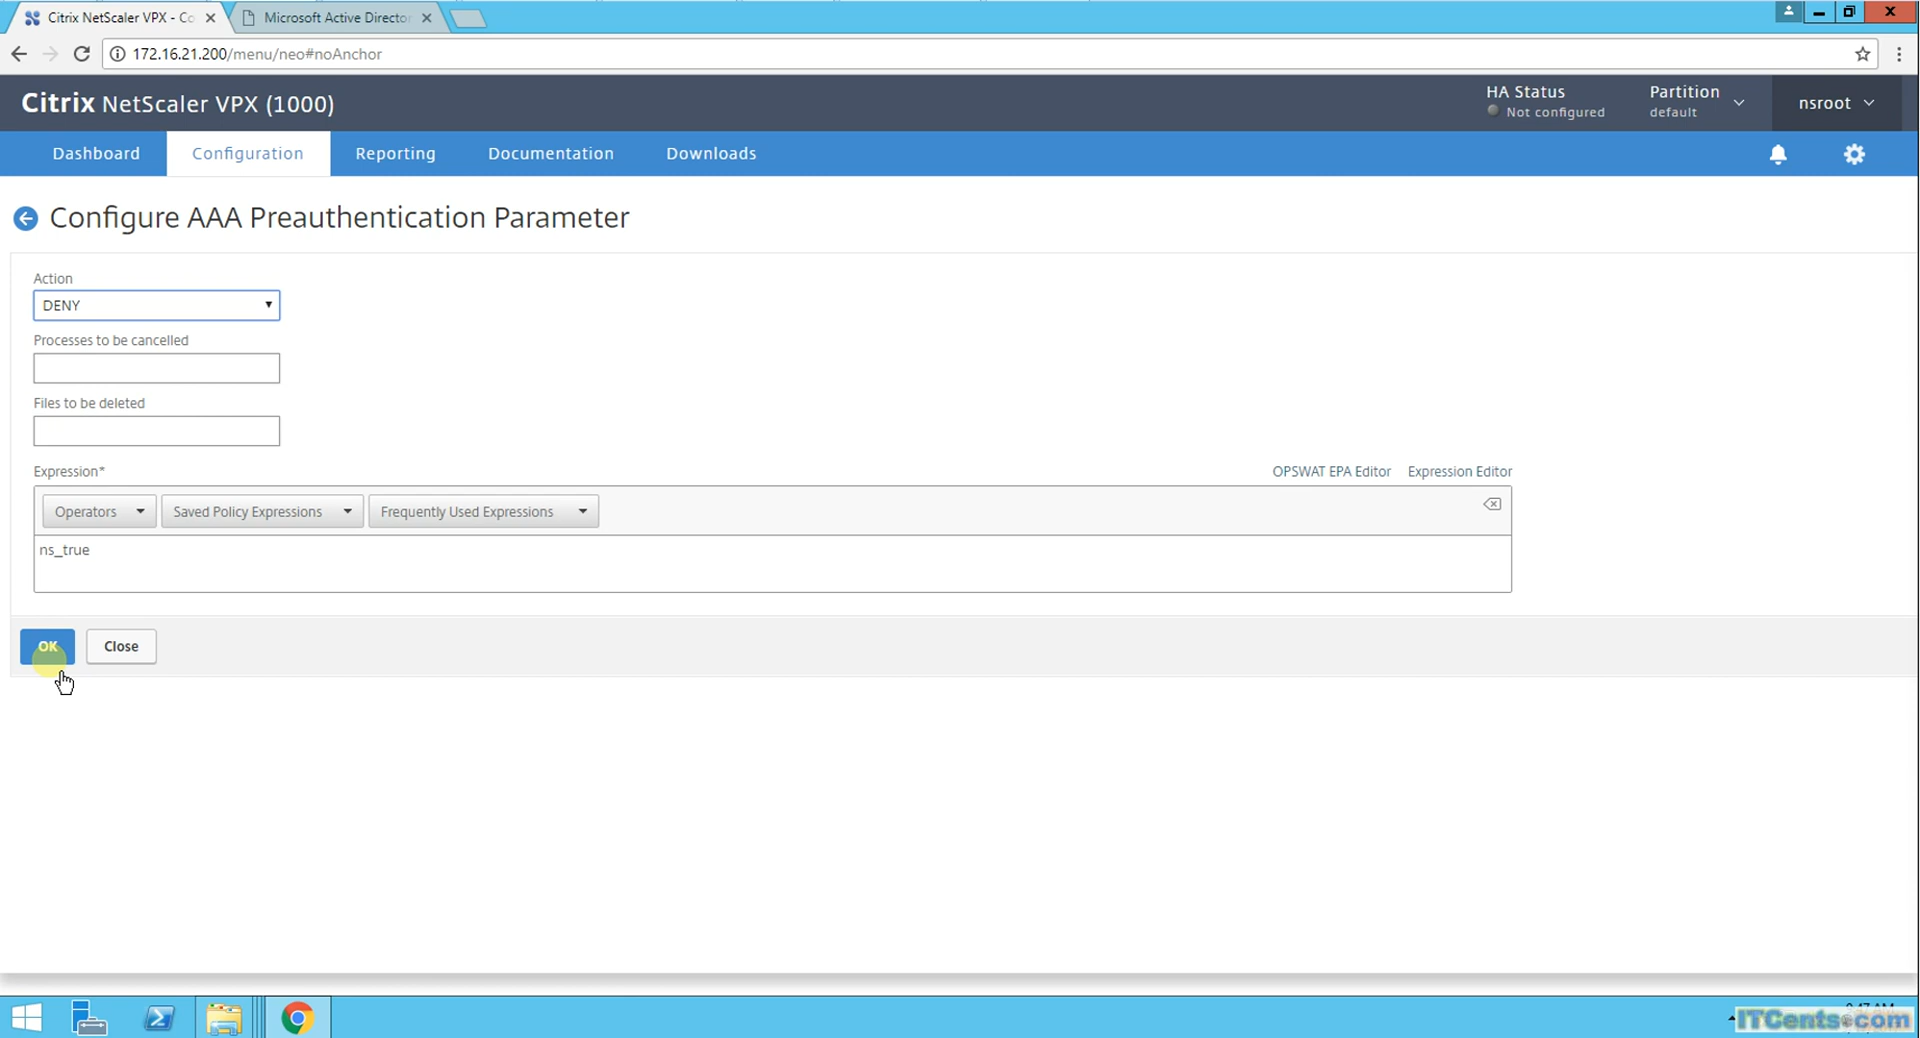 Citrix NetScaler VPX - Co
Microsoft Active Director
172.16.21.200/menu/neo#noAnchor
Citrix NetScaler VPX (1000)
HA Status
Not configured
Partition
default
nsroot
Dashboard
Configuration
Reporting
Documentation
Downloads
Configure AAA Preauthentication Parameter
Action
DENY
Processes to be cancelled
Files to be deleted
Expression*
OPSWAT EPA Editor
Expression Editor
Operators
Saved Policy Expressions
Frequently Used Expressions
ns_true
OK
Close
ITCents.com